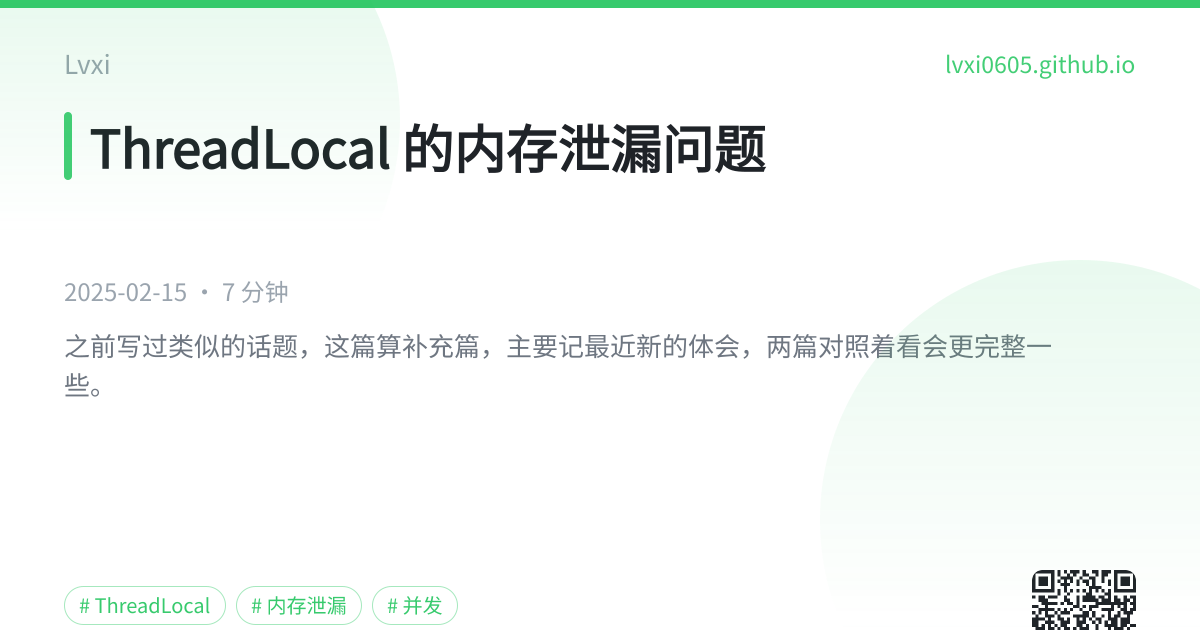 Lvxi
lvxi0605.github.io
ThreadLocal 的内存泄漏问题
2025-02-15 · 7 分钟
之前写过类似的话题，这篇算补充篇，主要记最近新的体会，两篇对照着看会更完整一
些。
# ThreadLocal
# 内存泄漏
# 并发